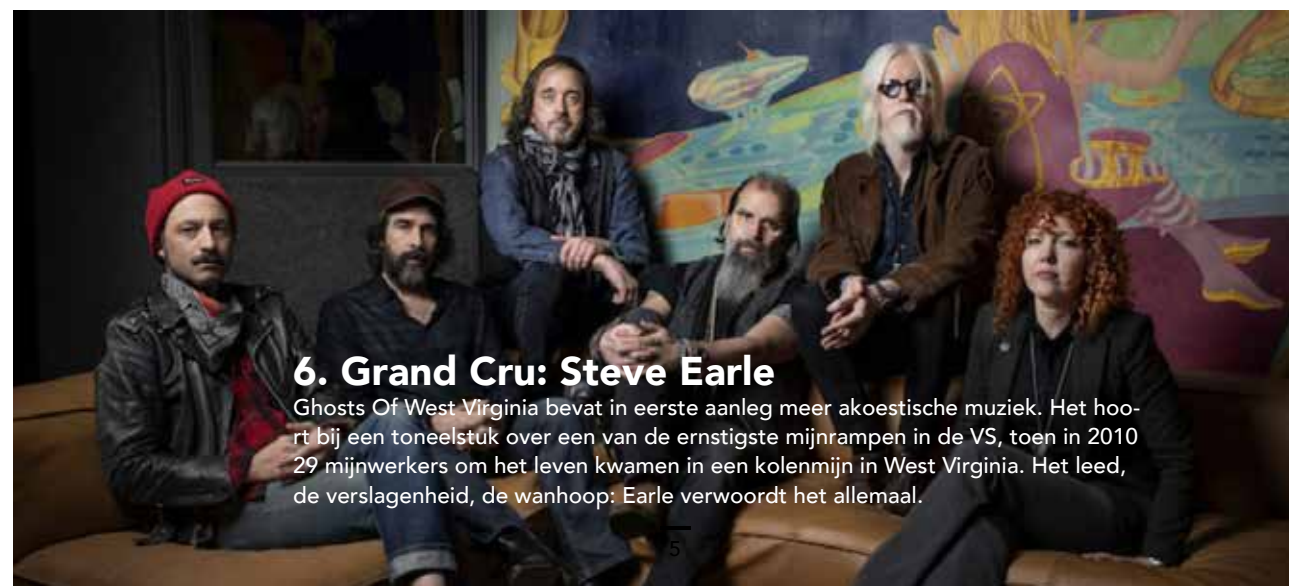 6. Grand Cru: Steve Earle
Ghosts Of West Virginia bevat in eerste aanleg meer akoestische muziek. Het hoo-
rt bij een toneelstuk over een van de ernstigste mijnrampen in de VS, toen in 2010
29 mijnwerkers om het leven kwamen in een kolenmijn in West Virginia. Het leed,
de verslagenheid, de wanhoop: Earle verwoordt het allemaal.
5